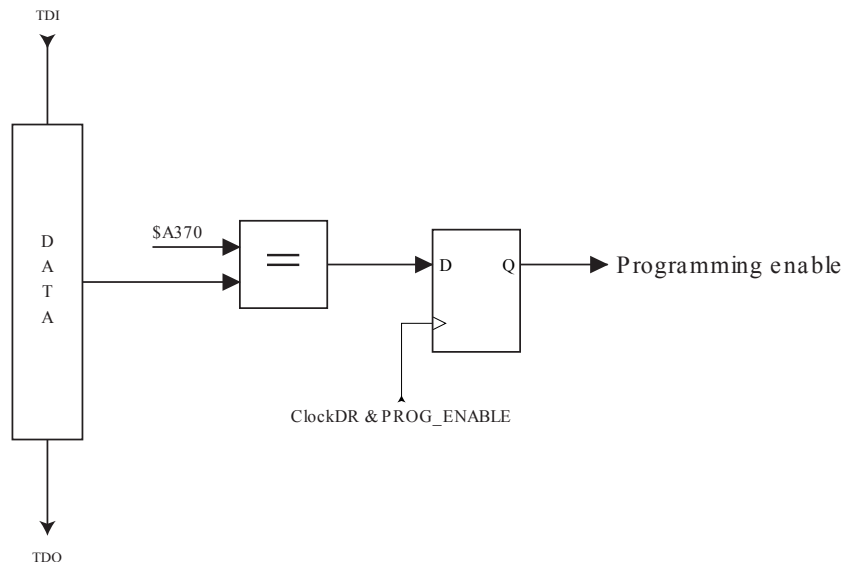 TDI
D
A
T
A
$A370
=
D
Q
Programming enable
ClockDR & PROG_ENABLE
TDO